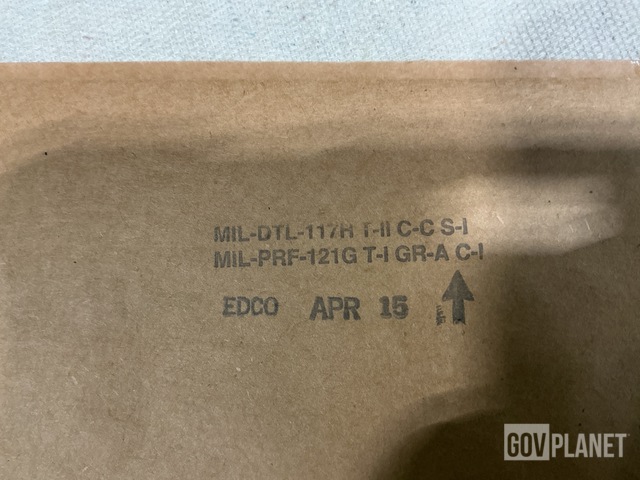 MIL-DTL-117H T-II C-C S-I
MIL-PRF-121G T-I GR-A C-I
EDCO APR 15
GOVPLANET